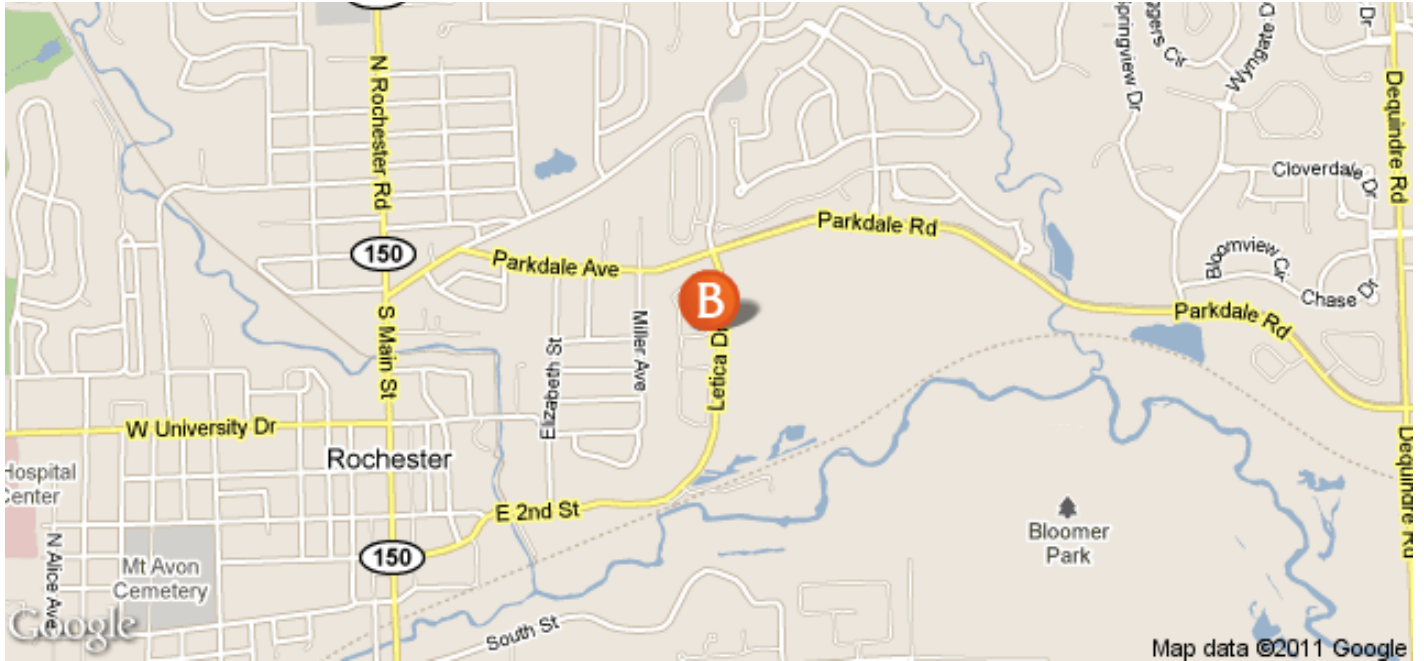 N Rochester Rd
150
Parkdale Ave
Parkdale Rd
Springview Dr
Wyngate
Dequindre Rd
Cloverdale Dr
Bloomview Cir
Chase Dr
Parkdale Rd
B
S Main St
Elizabeth St
Miller Ave
Letica Dr
W University Dr
Rochester
Hospital
Center
E 2nd St
150
Mt Avon
Cemetery
N Alice Ave
South St
Bloomer
Park
Dequindre Rd
Google
Map data ©2011 Google